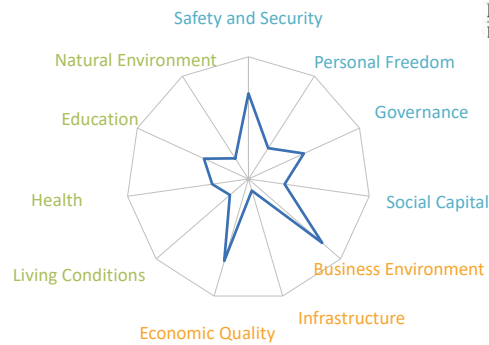 Safety and Security
Natural Environment
Personal Freedom
Education
Governance
Health
Social Capital
Living Conditions
Business Environment
Infrastructure
Economic Quality